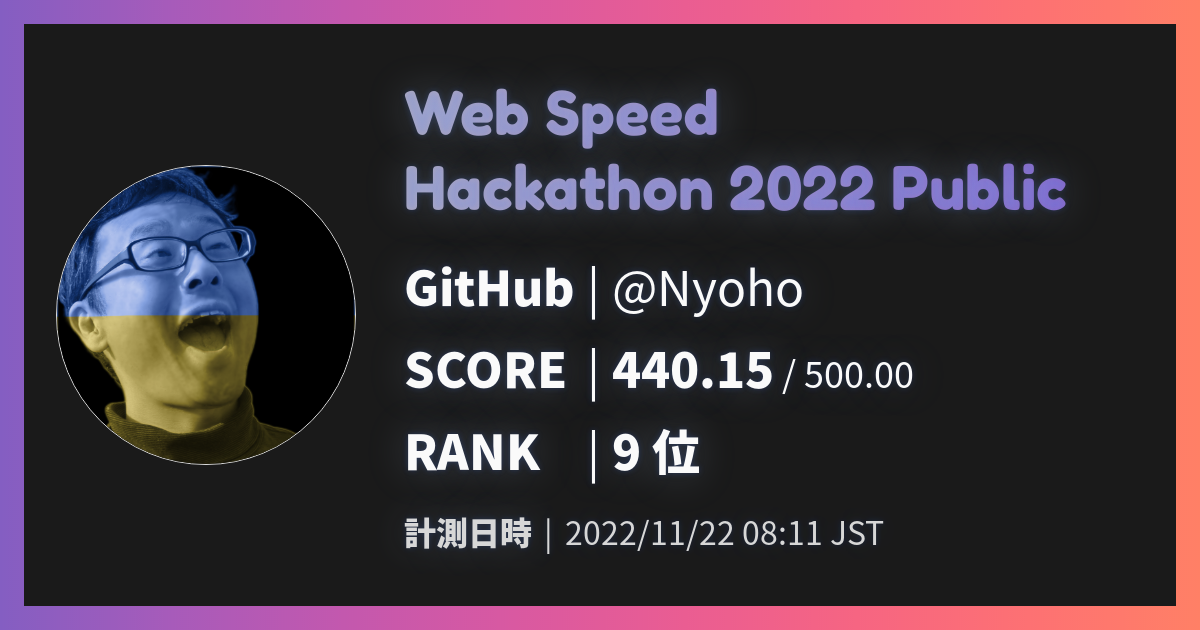 Web Speed
Hackathon 2022 Public
GitHub | @Nyoho
SCORE | 440.15 / 500.00
RANK | 9 位
計測日時 | 2022/11/22 08:11 JST